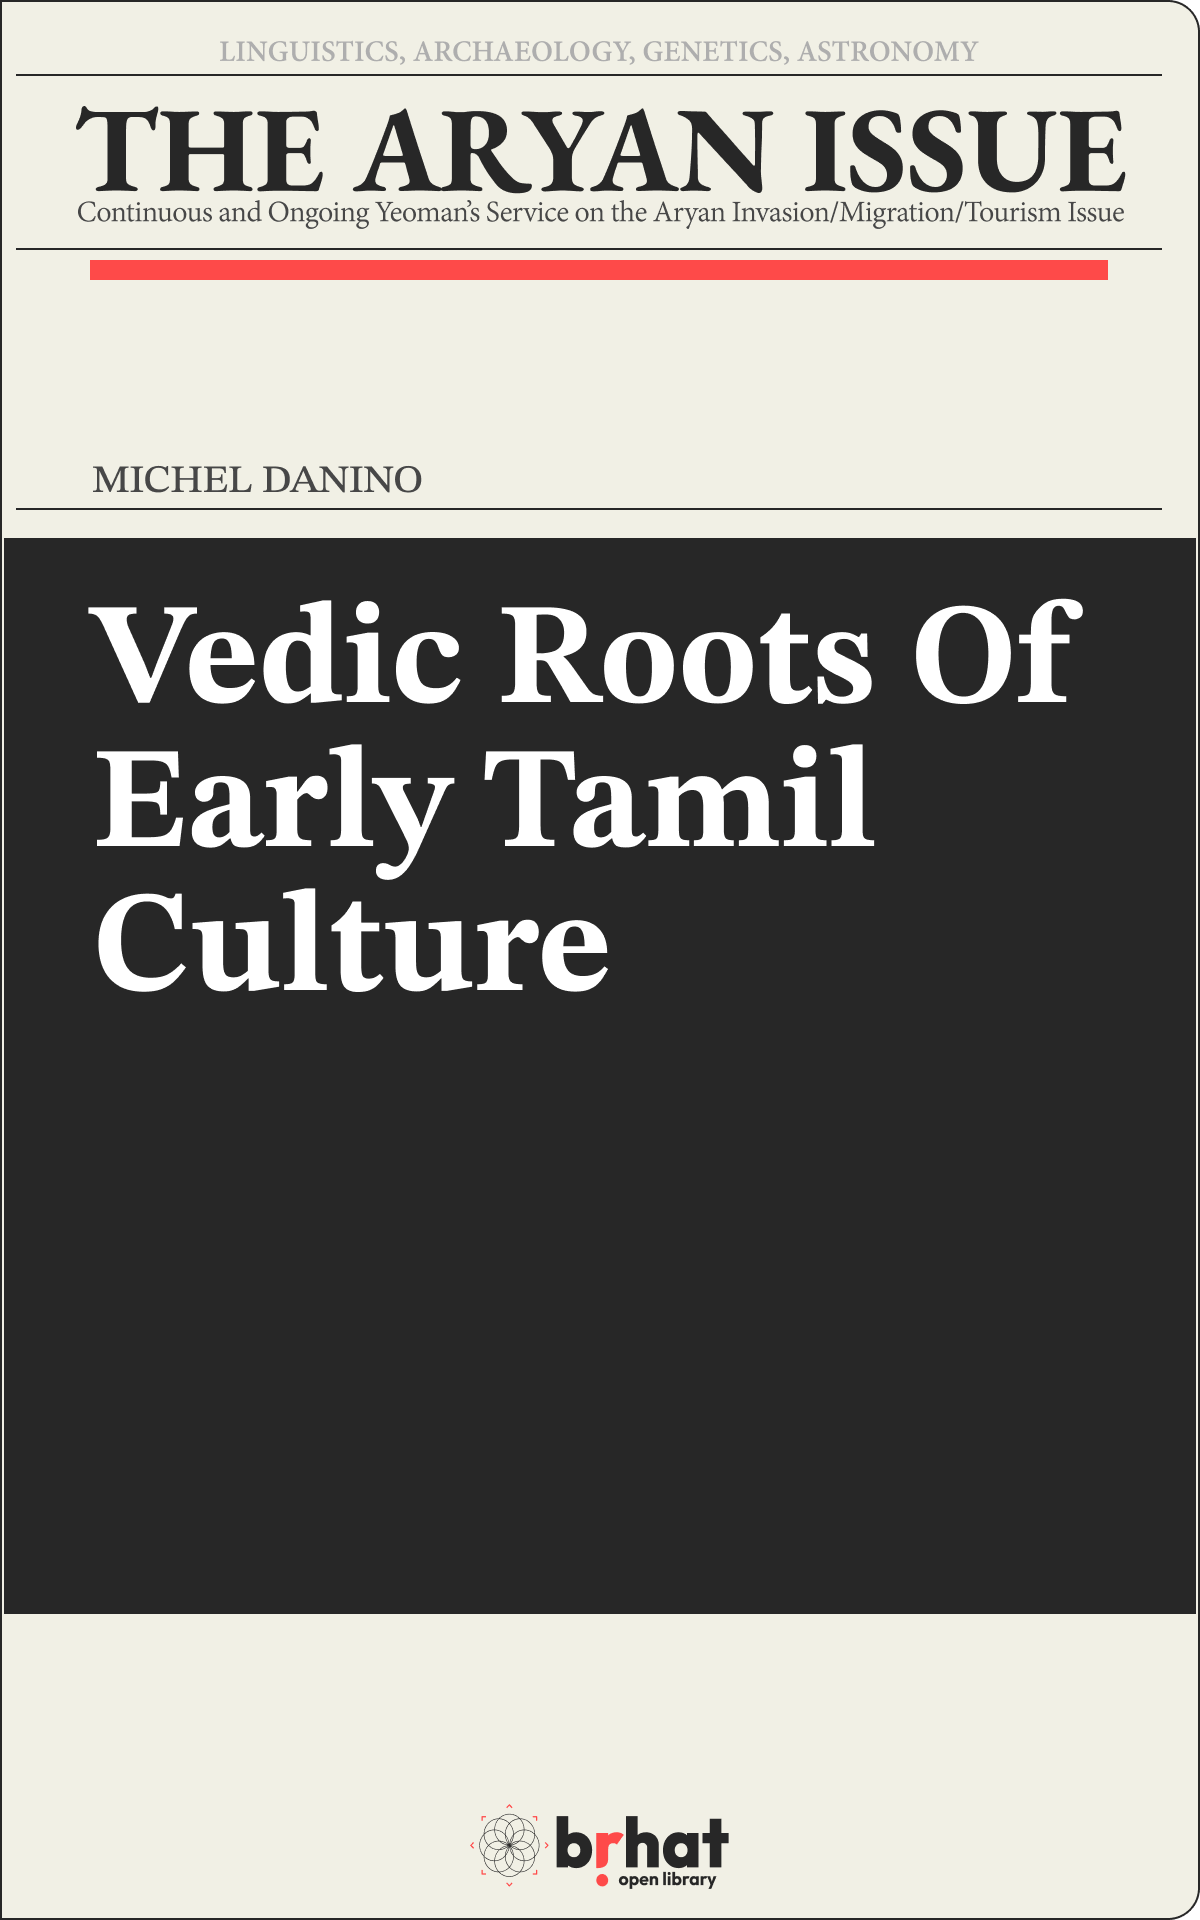 LINGUISTICS, ARCHAEOLOGY, GENETICS, ASTRONOMY
THE ARYAN ISSUE
Continuous and Ongoing Yeoman’s Service on the Aryan Invasion/Migration/Tourism Issue
MICHEL DANINO
Vedic Roots Of
Early Tamil
Culture
bṛhat
open library